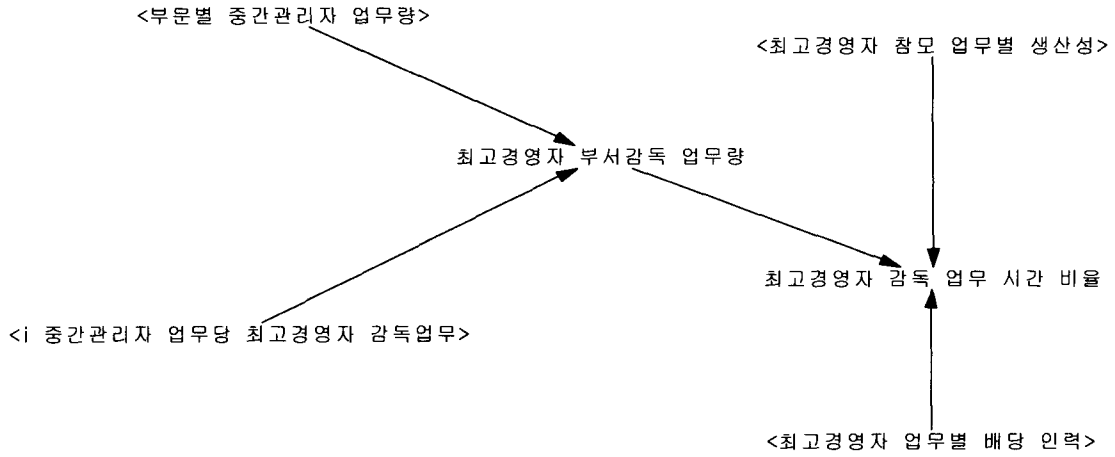 <부문별 중간관리자 업무량>
<최고경영자 참모 업무별 생산성>
최고경영자 부서감독 업무량
최고경영자 감독 업무 시간 비율
<i 중간관리자 업무당 최고경영자 감독업무>
<최고경영자 업무별 배당 인력>